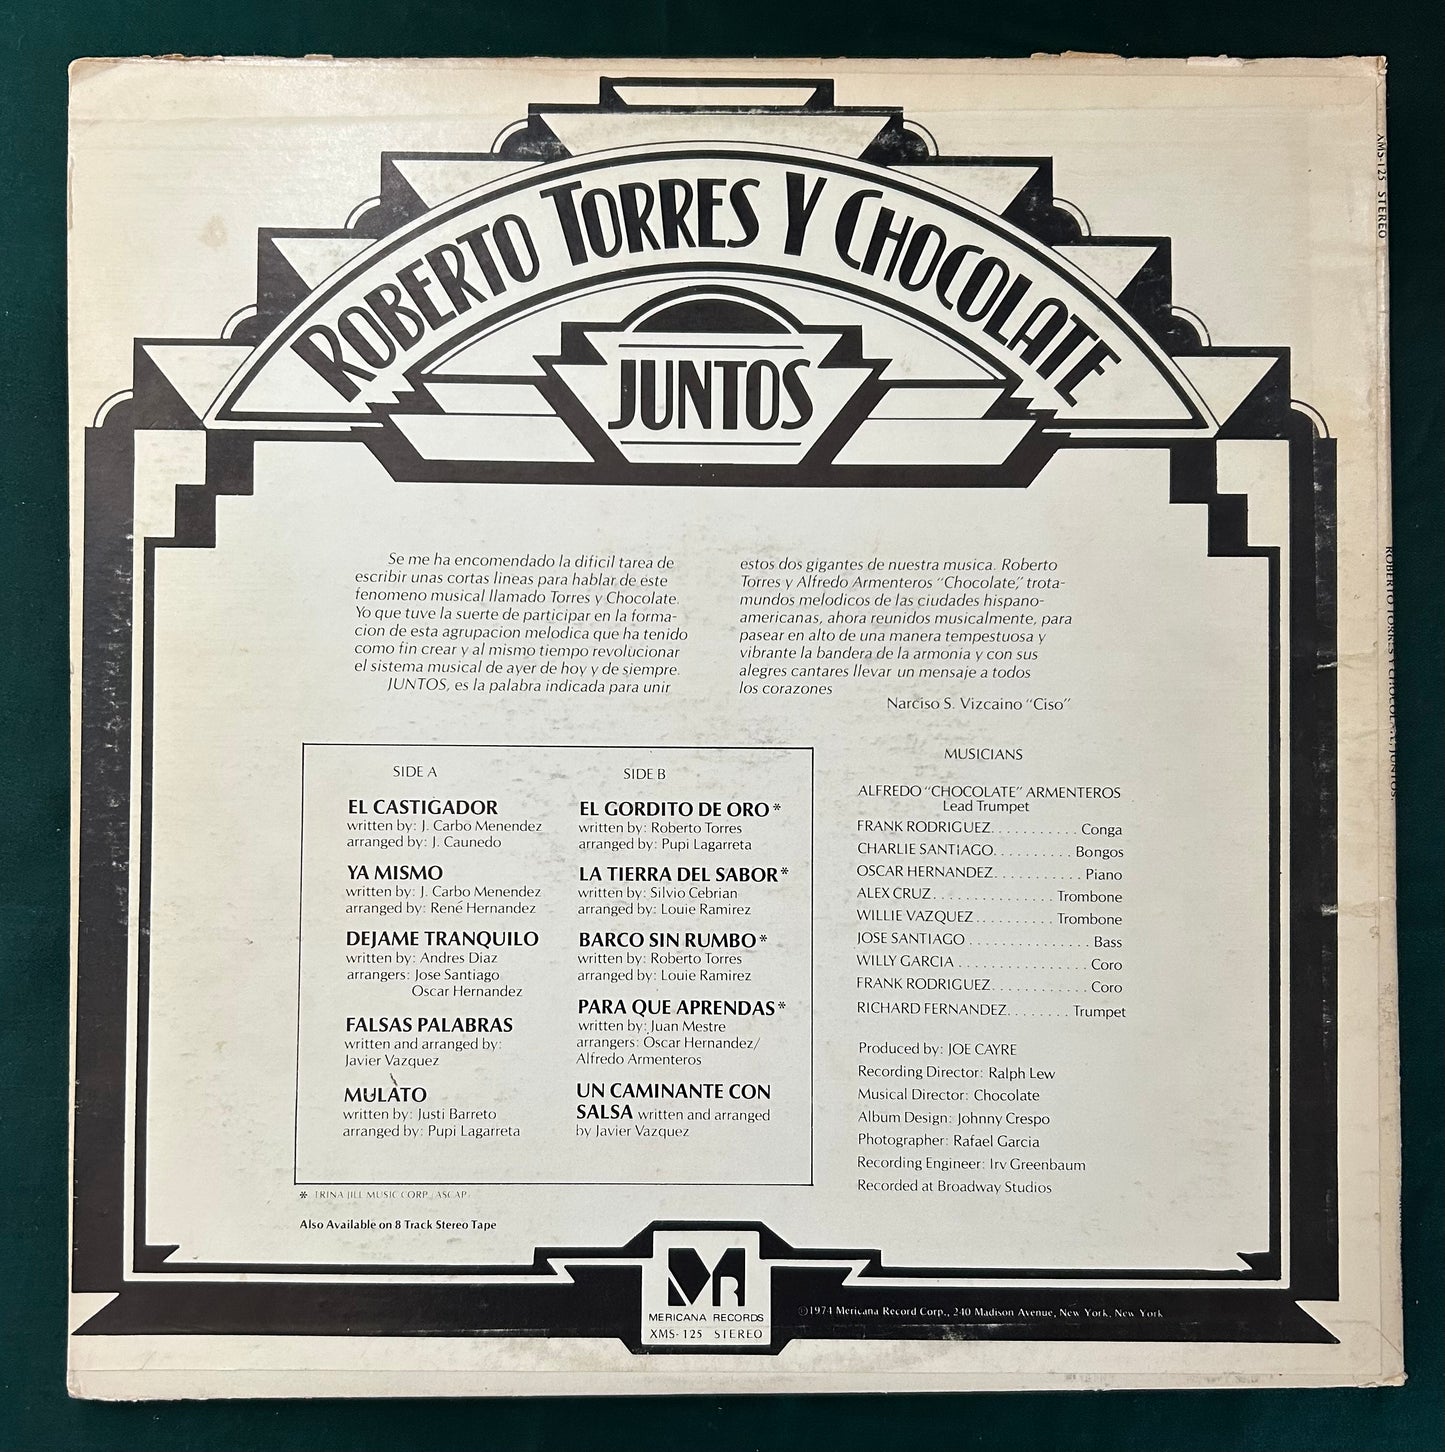 ROBERTO TORRES Y CHOCOLATE
JUNTOS
Se me ha encomendado la dificil tarea de
escribir unas cortas lineas para hablar de este
fenomeno musical llamado Torres y Chocolate.
Yo que tuve la suerte de participar en la forma-
cion de esta agrupacion melodica que ha tenido
como fin crear y al mismo tiempo revolucionar
el sistema musical de ayer de hoy y de siempre.
JUNTOS, es la palabra indicada para unir
estos dos gigantes de nuestra musica. Roberto
Torres y Alfredo Armenteros "Chocolate," trota-
mundos melodicos de las ciudades hispano-
americanas, ahora reunidos musicalmente, para
pasear en alto de una manera tempestuosa y
vibrante la bandera de la armonia y con sus
alegres cantares llevar un mensaje a todos
los corazones
Narciso S. Vizcaino "Ciso"
SIDE A
EL CASTIGADOR
written by: J. Carbo Menendez
arranged by: J. Caunedo
YA MISMO
written by: J. Carbo Menendez
arranged by: René Hernandez
DEJAME TRANQUILO
written by: Andres Diaz
arrangers: Jose Santiago
Oscar Hernandez
FALSAS PALABRAS
written and arranged by:
Javier Vazquez
MULATO
written by: Justi Barreto
arranged by: Pupi Lagarreta
SIDE B
EL GORDITO DE ORO*
written by: Roberto Torres
arranged by: Pupi Lagarreta
LA TIERRA DEL SABOR*
written by: Silvio Cebrian
arranged by: Louie Ramirez
BARCO SIN RUMBO*
written by: Roberto Torres
arranged by: Louie Ramirez
PARA QUE APRENDAS*
written by: Juan Mestre
arrangers: Oscar Hernandez/
Alfredo Armenteros
UN CAMINANTE CON
SALSA written and arranged
by Javier Vazquez
* TRINA JILL MUSIC CORP./ASCAP
Also Available on 8 Track Stereo Tape
MUSICIANS
ALFREDO "CHOCOLATE" ARMENTEROS
Lead Trumpet
FRANK RODRIGUEZ. . . . . . . . . . . Conga
CHARLIE SANTIAGO. . . . . . . . . . Bongos
OSCAR HERNANDEZ. . . . . . . . . . . Piano
ALEX CRUZ. . . . . . . . . . . . . . . Trombone
WILLIE VAZQUEZ. . . . . . . . . . Trombone
JOSE SANTIAGO . . . . . . . . . . . . . . . Bass
WILLY GARCIA . . . . . . . . . . . . . . . . Coro
FRANK RODRIGUEZ. . . . . . . . . . . . Coro
RICHARD FERNANDEZ. . . . . . . . Trumpet
Produced by: JOE CAYRE
Recording Director: Ralph Lew
Musical Director: Chocolate
Album Design: Johnny Crespo
Photographer: Rafael Garcia
Recording Engineer: Irv Greenbaum
Recorded at Broadway Studios
MR
MERICANA RECORDS
XMS-125 STEREO
℗1974 Mericana Record Corp., 240 Madison Avenue, New York, New York
XMS-125 STEREO
ROBERTO TORRES Y CHOCOLATE JUNTOS.